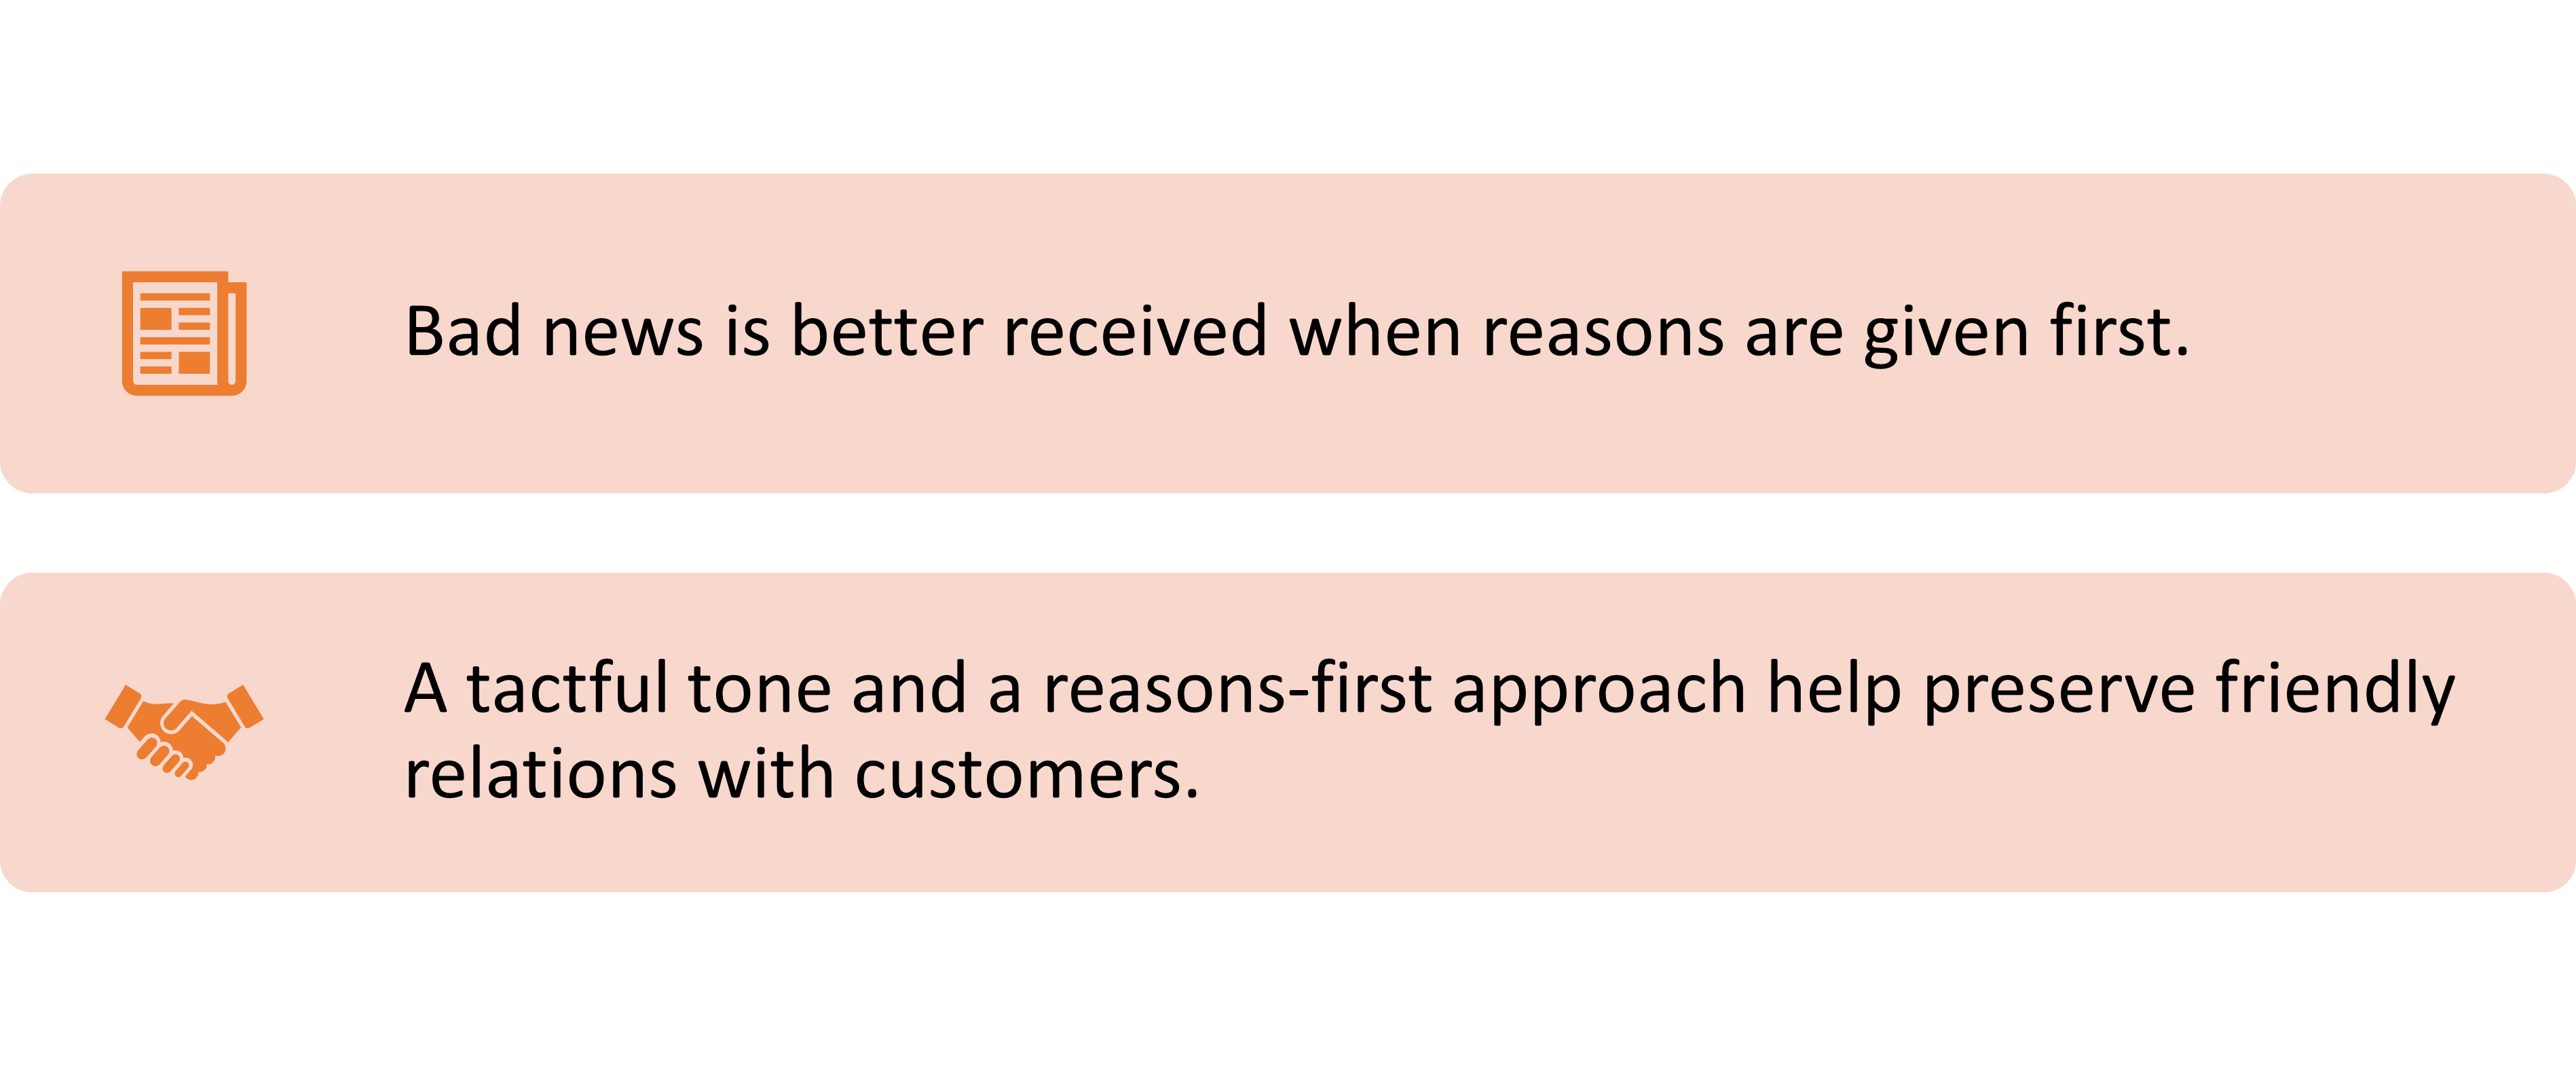 Bad news is better received when reasons are given first.
A tactful tone and a reasons-first approach help preserve friendly
relations with customers.